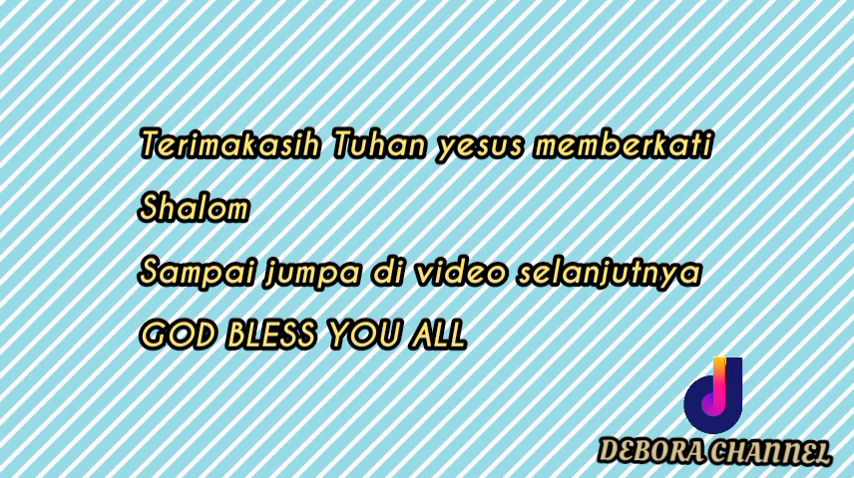 Terimakasih Tuhan yesus memberkati
Shalom
Sampai jumpa di video selanjutnya
GOD BLESS YOU ALL
DEBORA CHANNEL